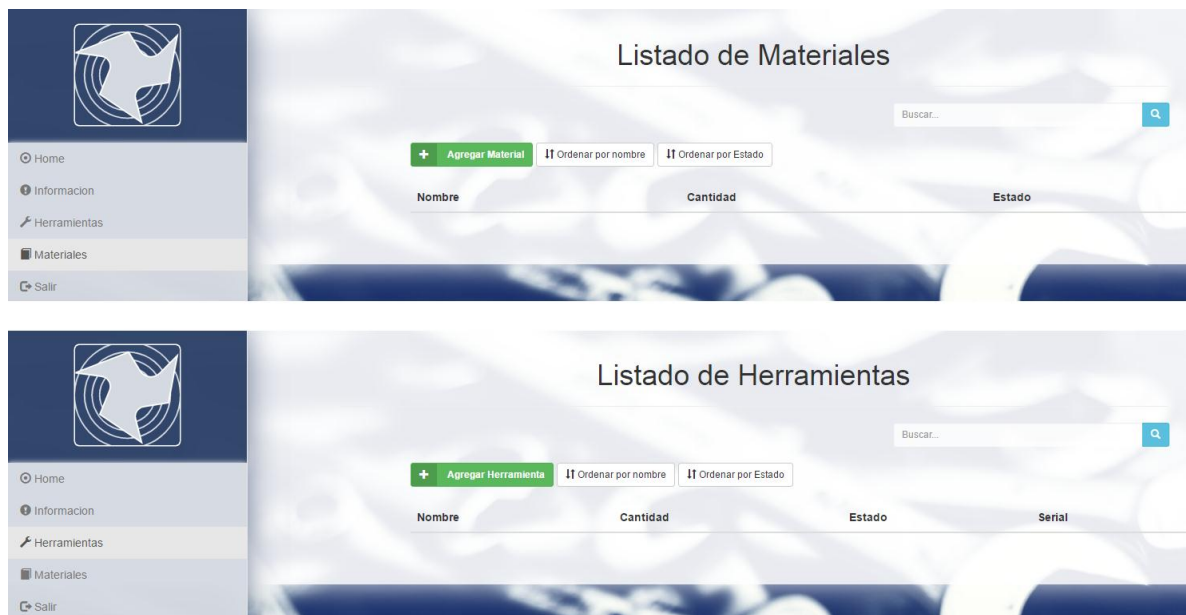 Listado de Materiales
Buscar...
Home
Agregar Material Ordenar por nombre Ordenar por Estado
Informacion
Nombre Cantidad Estado
Herramientas
Materiales
Salir
Listado de Herramientas
Buscar...
Home
Agregar Herramienta Ordenar por nombre Ordenar por Estado
Informacion
Nombre Cantidad Estado Serial
Herramientas
Materiales
Salir